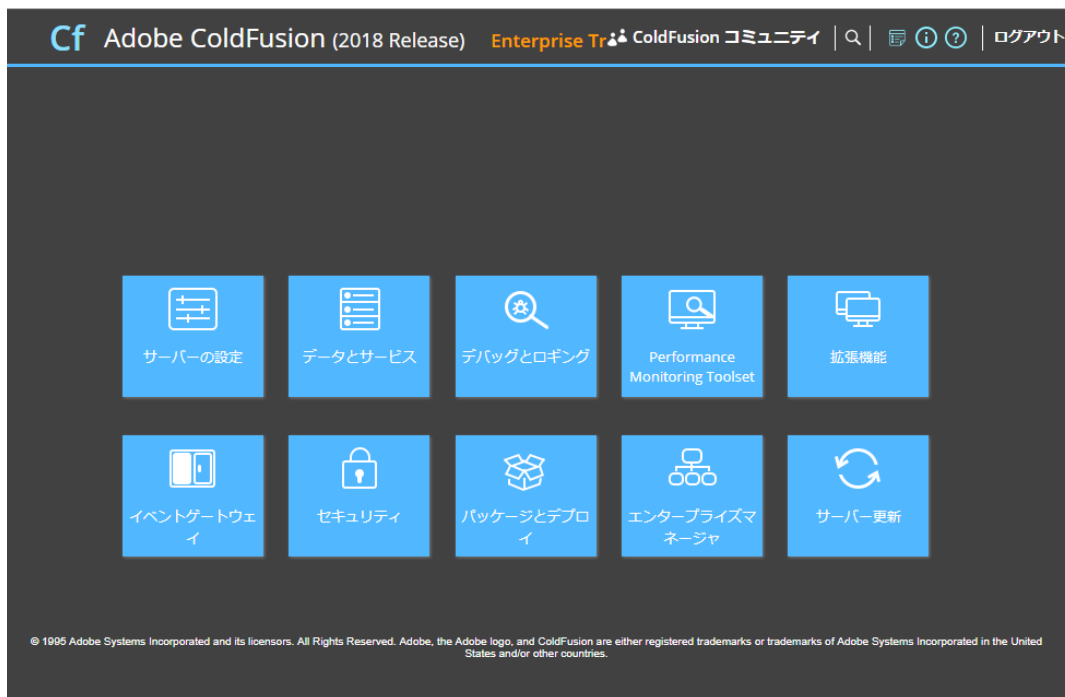 Cf Adobe ColdFusion (2018 Release) Enterprise Tr ColdFusion コミュニティ ログアウト
サーバーの設定
データとサービス
デバッグとロギング
Performance
Monitoring Toolset
拡張機能
イベントゲートウェ
イ
セキュリティ
パッケージとデプロ
イ
エンタープライズマ
ネージャ
サーバー更新
© 1995 Adobe Systems Incorporated and its licensors. All Rights Reserved. Adobe, the Adobe logo, and ColdFusion are either registered trademarks or trademarks of Adobe Systems Incorporated in the United
States and/or other countries.